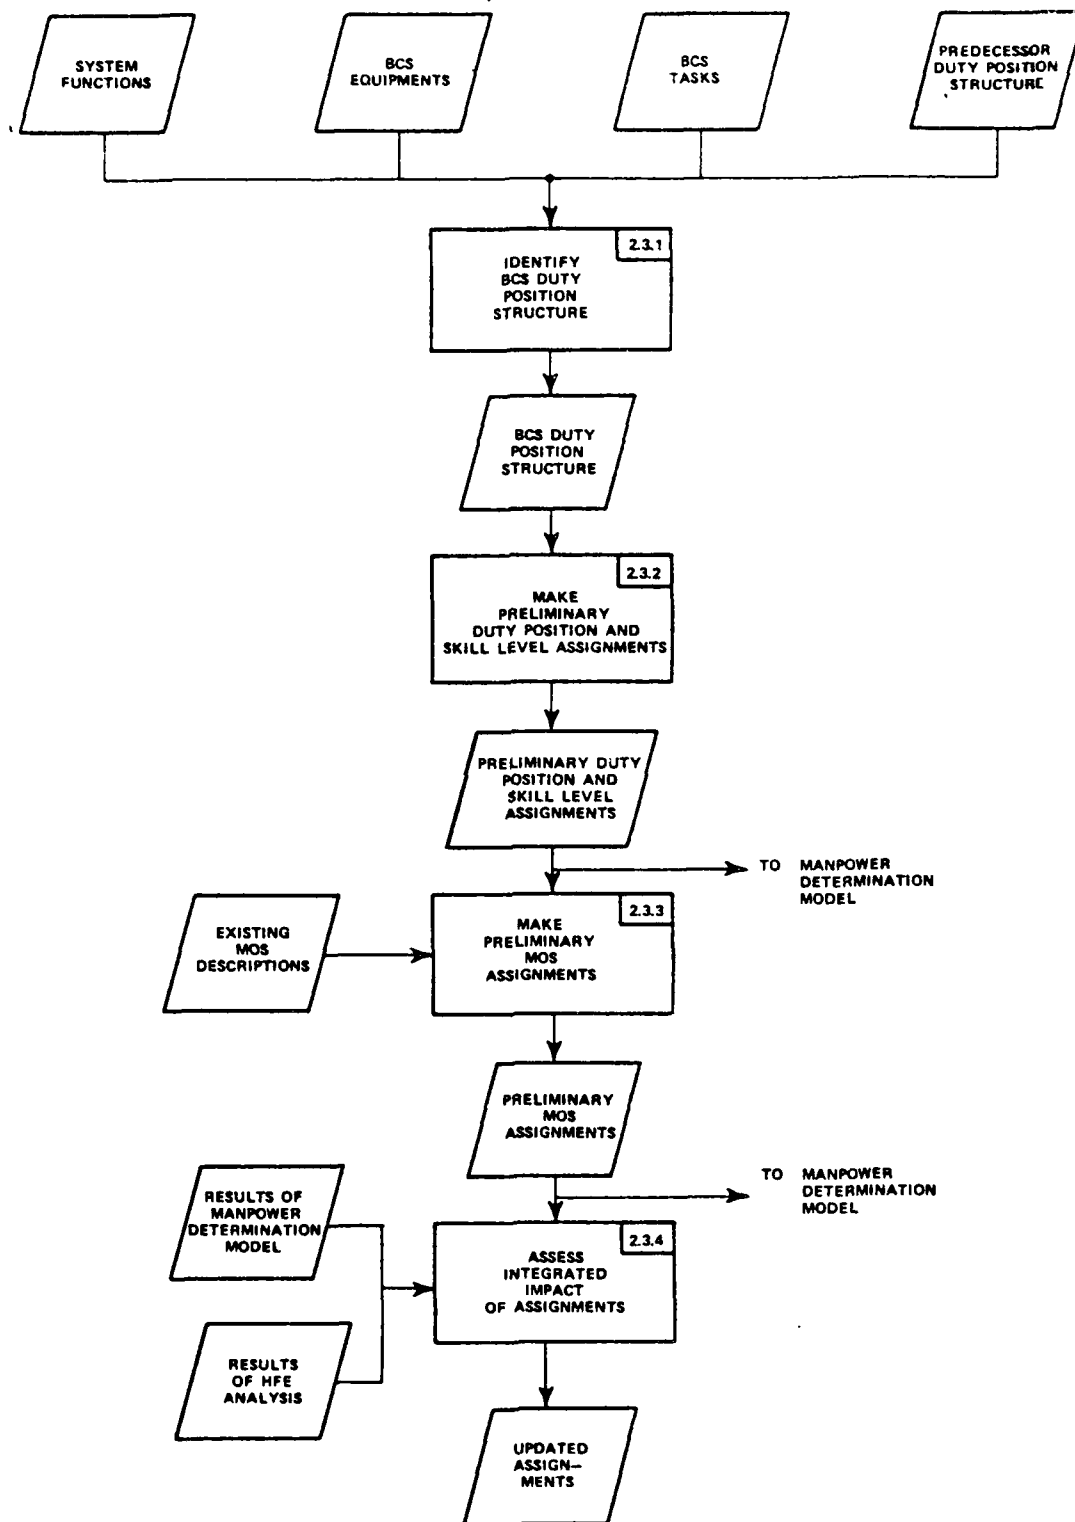 SYSTEM
FUNCTIONS
BCS
EQUIPMENTS
BCS
TASKS
PREDECESSOR
DUTY POSITION
STRUCTURE
2.3.1
IDENTIFY
BCS DUTY
POSITION
STRUCTURE
BCS DUTY
POSITION
STRUCTURE
2.3.2
MAKE
PRELIMINARY
DUTY POSITION AND
SKILL LEVEL ASSIGNMENTS
PRELIMINARY DUTY
POSITION AND
SKILL LEVEL
ASSIGNMENTS
TO MANPOWER
DETERMINATION
MODEL
EXISTING
MOS
DESCRIPTIONS
2.3.3
MAKE
PRELIMINARY
MOS
ASSIGNMENTS
PRELIMINARY
MOS
ASSIGNMENTS
TO MANPOWER
DETERMINATION
MODEL
RESULTS OF
MANPOWER
DETERMINATION
MODEL
2.3.4
ASSESS
INTEGRATED
IMPACT
OF ASSIGNMENTS
RESULTS
OF HFE
ANALYSIS
UPDATED
ASSIGN–
MENTS